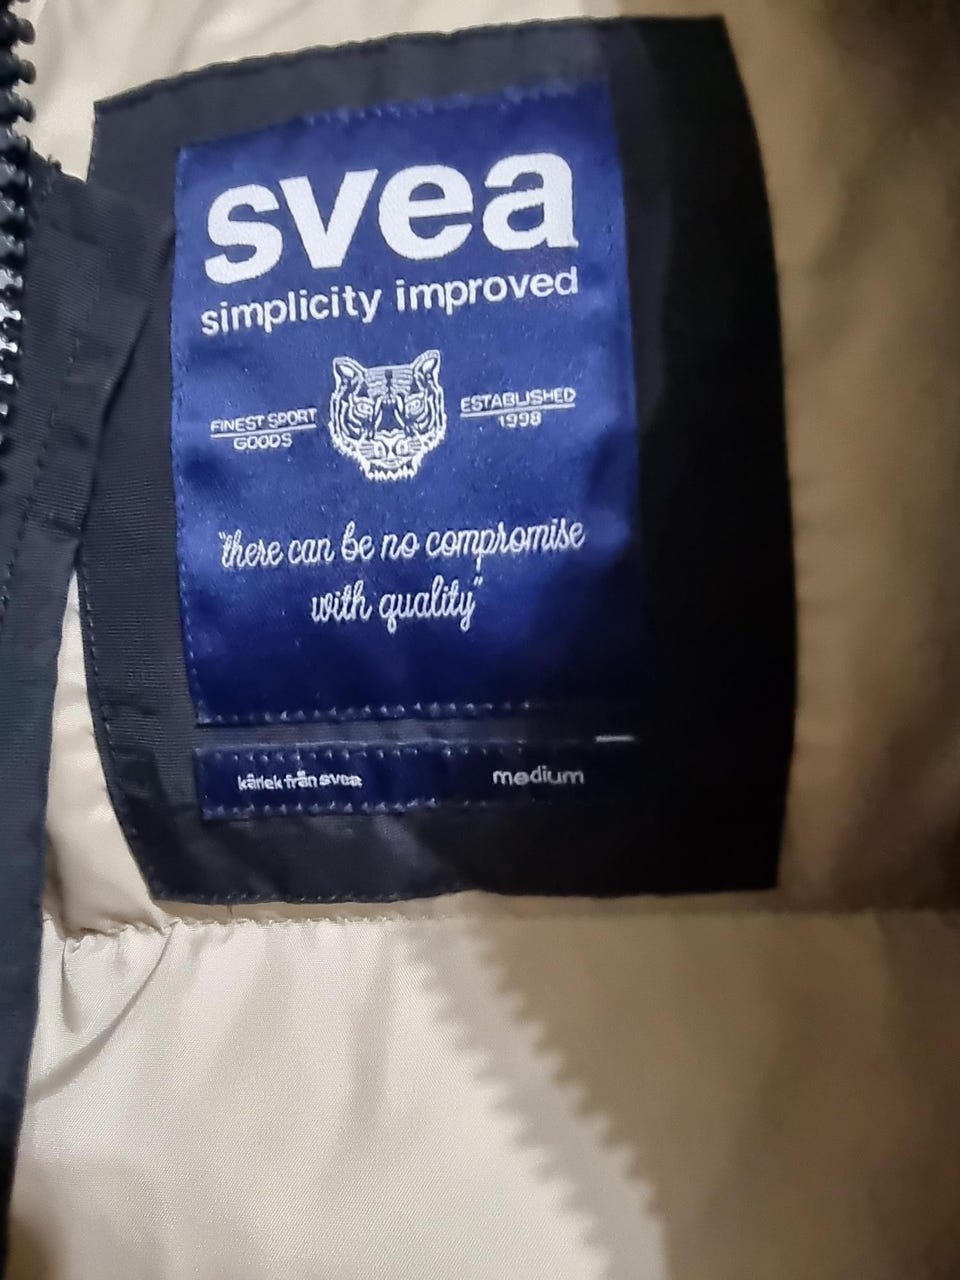 svea
simplicity improved
FINEST SPORT
GOODS
ESTABLISHED
1998
"there can be no compromise
with quality"
kärlek från svea
medium